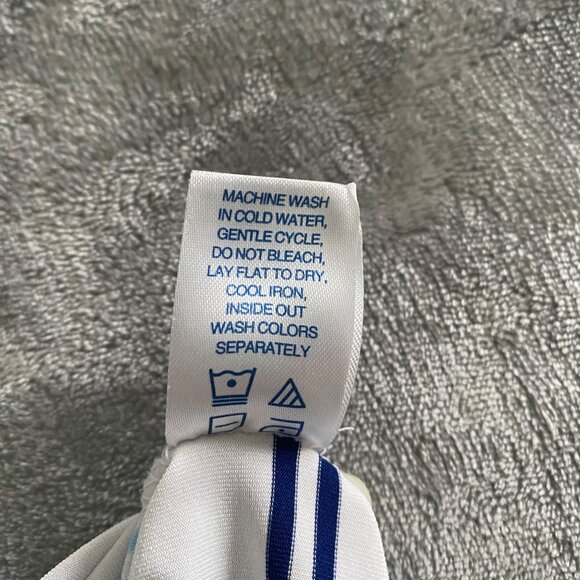 MACHINE WASH
IN COLD WATER,
GENTLE CYCLE,
DO NOT BLEACH,
LAY FLAT TO DRY,
COOL IRON,
INSIDE OUT
WASH COLORS
SEPARATELY